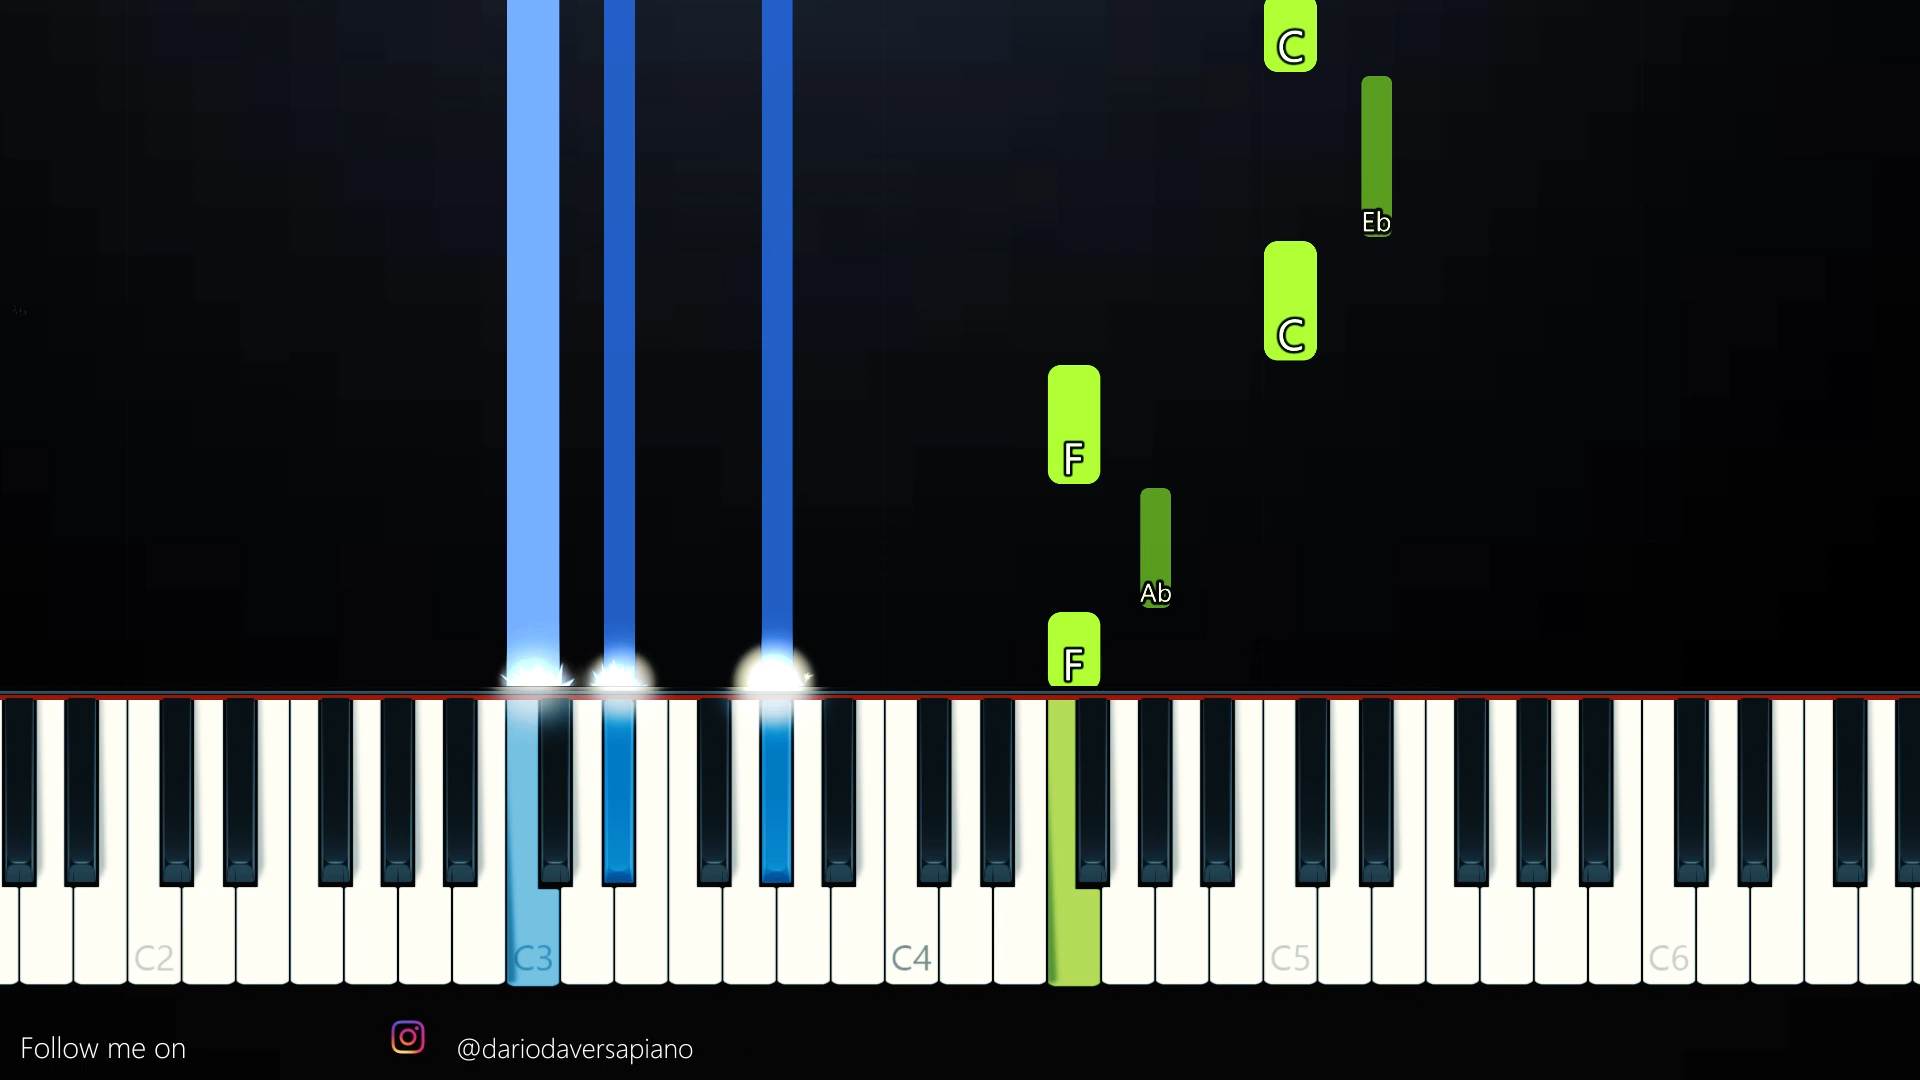 C
Eb
C
F
Ab
F
C2
C3
C4
C5
C6
Follow me on
@dariodaversapiano